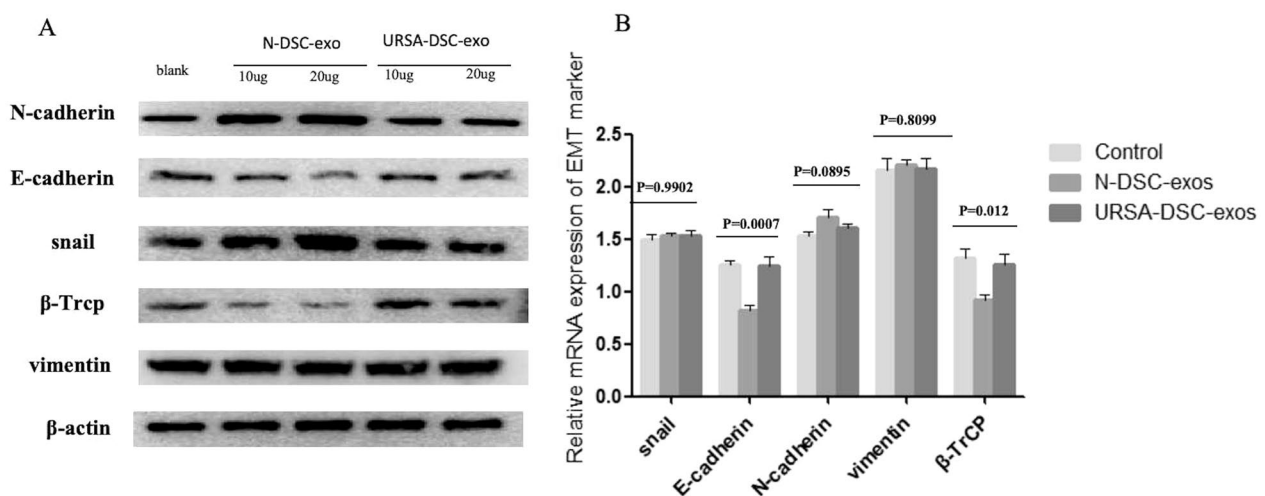 A
N-DSC-exo URSA-DSC-exo
blank 10ug 20ug 10ug 20ug
N-cadherin
E-cadherin
snail
β-Trcp
vimentin
β-actin
B
Relative mRNA expression of EMT marker
2.5
2.0
1.5
1.0
0.5
0.0
P=0.9902
P=0.0007
P=0.0895
P=0.8099
P=0.012
snail
E-cadherin
N-cadherin
vimentin
β-TrCP
Control
N-DSC-exos
URSA-DSC-exos